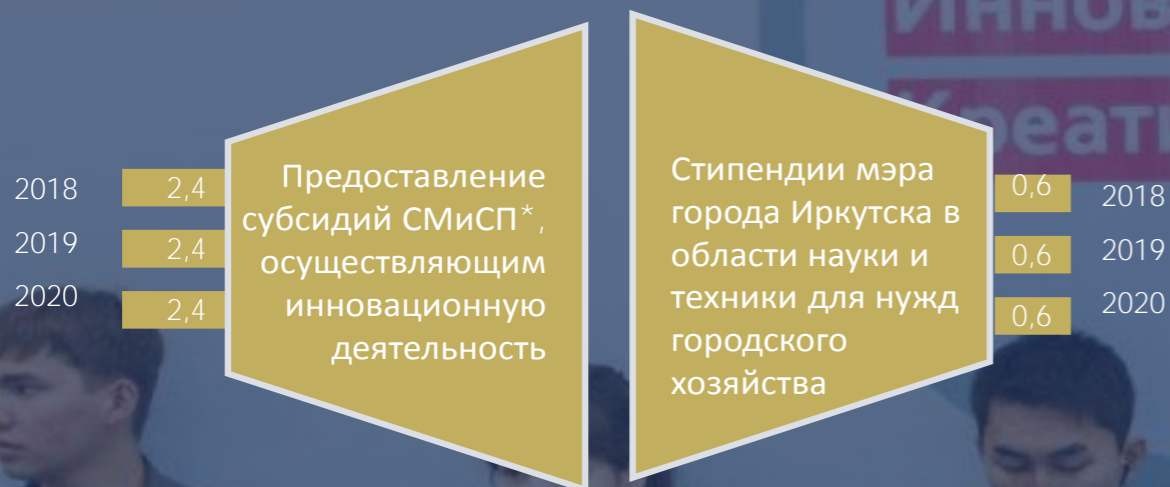 2018
2,4
2019
2,4
2020
2,4
Предоставление
субсидий СМиСП*,
осуществляющим
инновационную
деятельность
Стипендии мэра
города Иркутска в
области науки и
техники для нужд
городского
хозяйства
0,6
2018
0,6
2019
0,6
2020